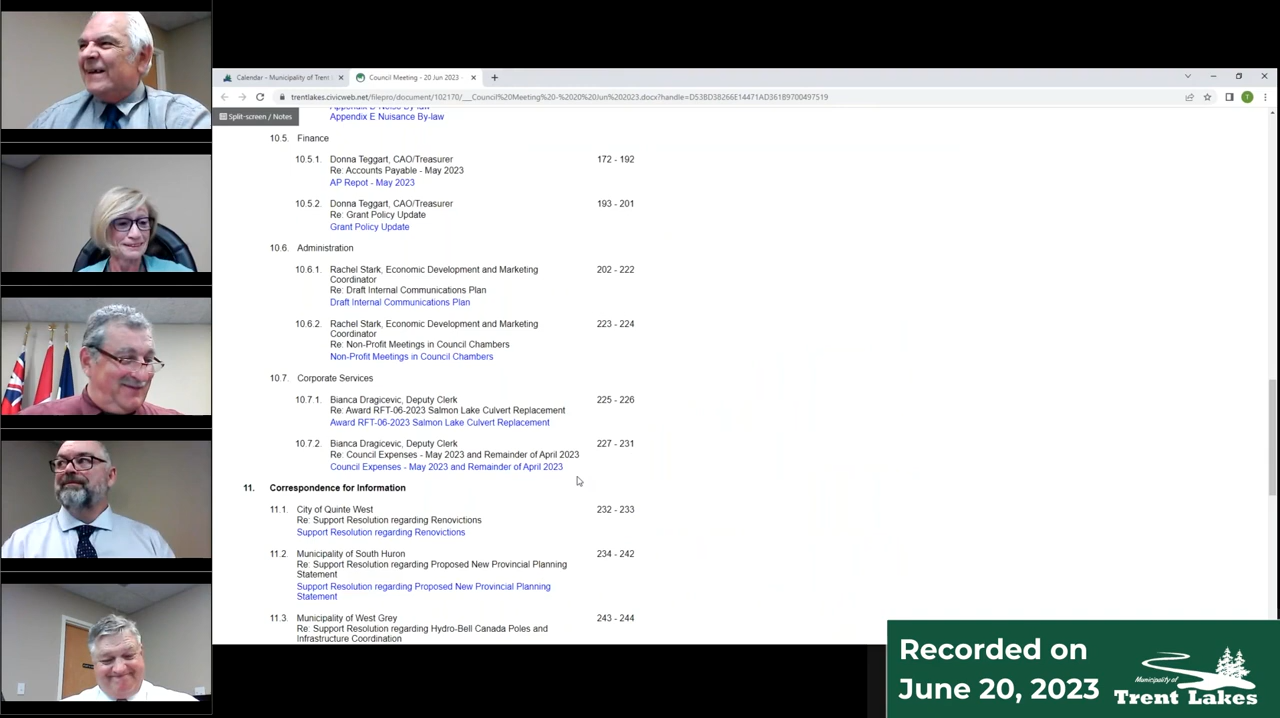 Calendar - Municipality of Trent
Council Meeting - 20 Jun 2023
trentlakes.civicweb.net/filepro/document/102170/___Council%20Meeting%20-%2020%20Jun%202023.docx?handle=D53BD38266E14471AD361B9700497519
T
Split-screen / Notes
Appendix E Noise By-law
Appendix E Nuisance By-law
10.5. Finance
10.5.1. Donna Teggart, CAO/Treasurer 172 - 192
Re: Accounts Payable - May 2023
AP Repot - May 2023
10.5.2. Donna Teggart, CAO/Treasurer 193 - 201
Re: Grant Policy Update
Grant Policy Update
10.6. Administration
10.6.1. Rachel Stark, Economic Development and Marketing 202 - 222
Coordinator
Re: Draft Internal Communications Plan
Draft Internal Communications Plan
10.6.2. Rachel Stark, Economic Development and Marketing 223 - 224
Coordinator
Re: Non-Profit Meetings in Council Chambers
Non-Profit Meetings in Council Chambers
10.7. Corporate Services
10.7.1. Bianca Dragicevic, Deputy Clerk 225 - 226
Re: Award RFT-06-2023 Salmon Lake Culvert Replacement
Award RFT-06-2023 Salmon Lake Culvert Replacement
10.7.2. Bianca Dragicevic, Deputy Clerk 227 - 231
Re: Council Expenses - May 2023 and Remainder of April 2023
Council Expenses - May 2023 and Remainder of April 2023
11. Correspondence for Information
11.1. City of Quinte West 232 - 233
Re: Support Resolution regarding Renovictions
Support Resolution regarding Renovictions
11.2. Municipality of South Huron 234 - 242
Re: Support Resolution regarding Proposed New Provincial Planning
Statement
Support Resolution regarding Proposed New Provincial Planning
Statement
11.3. Municipality of West Grey 243 - 244
Re: Support Resolution regarding Hydro-Bell Canada Poles and
Infrastructure Coordination
Recorded on
June 20, 2023
Municipality of
Trent Lakes